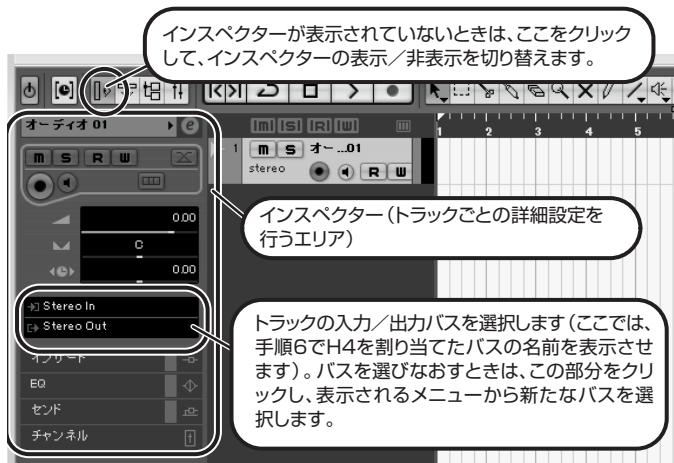 インスペクターが表示されていないときは、ここをクリック
して、インスペクターの表示／非表示を切り替えます。
オーディオ 01
m S R W
0.00
C
0.00
Stereo In
Stereo Out
インサード
EQ
センド
チャンネル
m S R W
1 m S オー...01
stereo R W
1 2 3 4 5
インスペクター（トラックごとの詳細設定を
行うエリア）
トラックの入力／出力バスを選択します（ここでは、
手順6でH4を割り当てたバスの名前を表示させ
ます）。バスを選びなおすときは、この部分をクリ
ックし、表示されるメニューから新たなバスを選
択します。